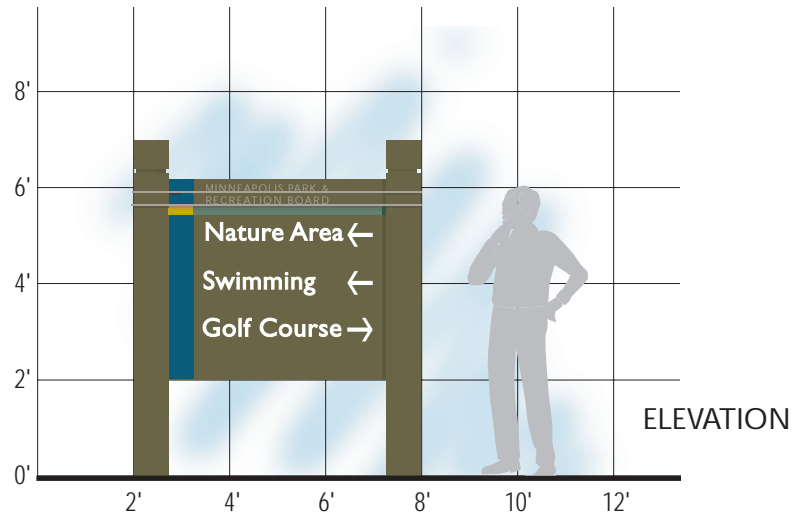 8'
6'
MINNEAPOLIS PARK &
RECREATION BOARD
Nature Area ←
4'
Swimming ←
Golf Course →
2'
ELEVATION
0'
2' 4' 6' 8' 10' 12'